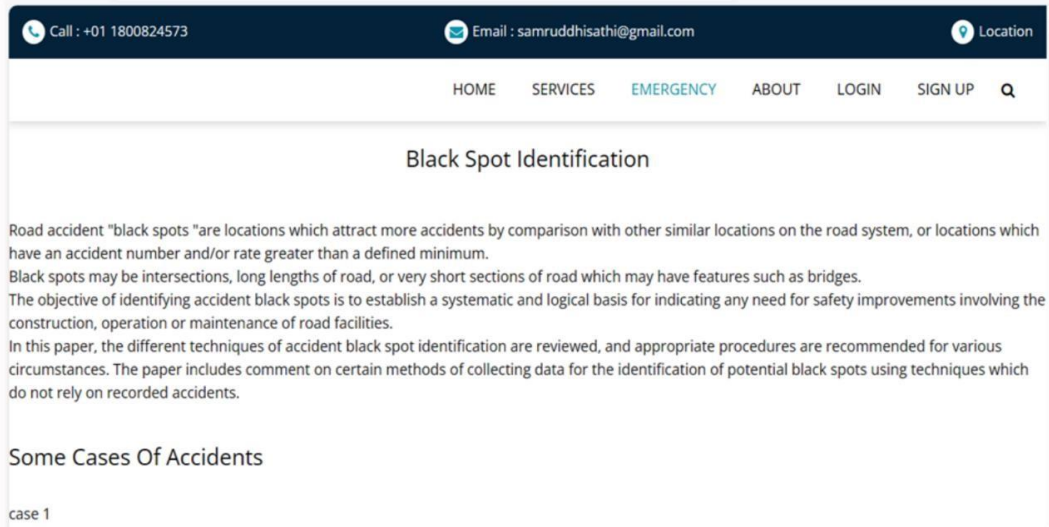 Call : +01 1800824573
Email : samruddhisathi@gmail.com
Location
HOME SERVICES EMERGENCY ABOUT LOGIN SIGN UP
Black Spot Identification
Road accident "black spots "are locations which attract more accidents by comparison with other similar locations on the road system, or locations which
have an accident number and/or rate greater than a defined minimum.
Black spots may be intersections, long lengths of road, or very short sections of road which may have features such as bridges.
The objective of identifying accident black spots is to establish a systematic and logical basis for indicating any need for safety improvements involving the
construction, operation or maintenance of road facilities.
In this paper, the different techniques of accident black spot identification are reviewed, and appropriate procedures are recommended for various
circumstances. The paper includes comment on certain methods of collecting data for the identification of potential black spots using techniques which
do not rely on recorded accidents.
Some Cases Of Accidents
case 1